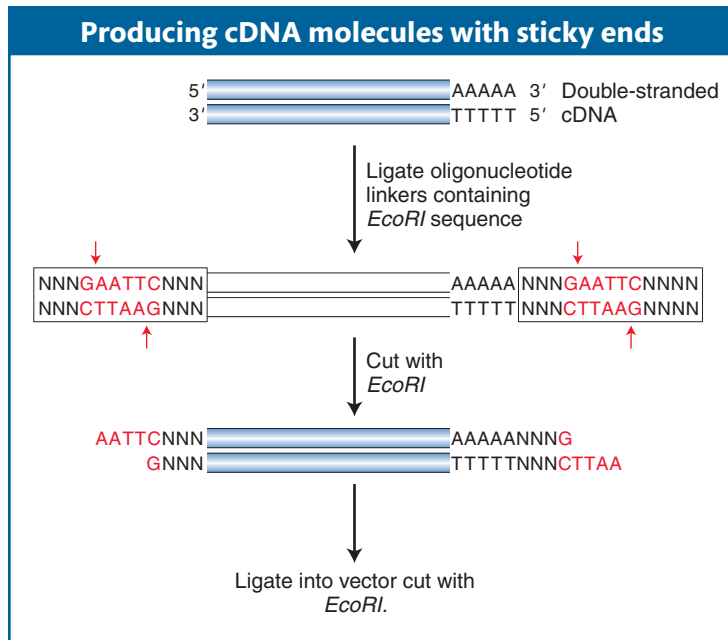 Producing cDNA molecules with sticky ends
5′ AAAAA 3′ Double-stranded
3′ TTTTT 5′ cDNA
Ligate oligonucleotide
linkers containing
EcoRI sequence
NNNGAATTCNNN AAAAA NNNGAATTCNNNN
NNNCTTAAGNNN TTTTT NNNCTTAAGNNNN
Cut with
EcoRI
AATTCNNN AAAAANNNG
GNNN TTTTTNNNCTTAA
Ligate into vector cut with
EcoRI.